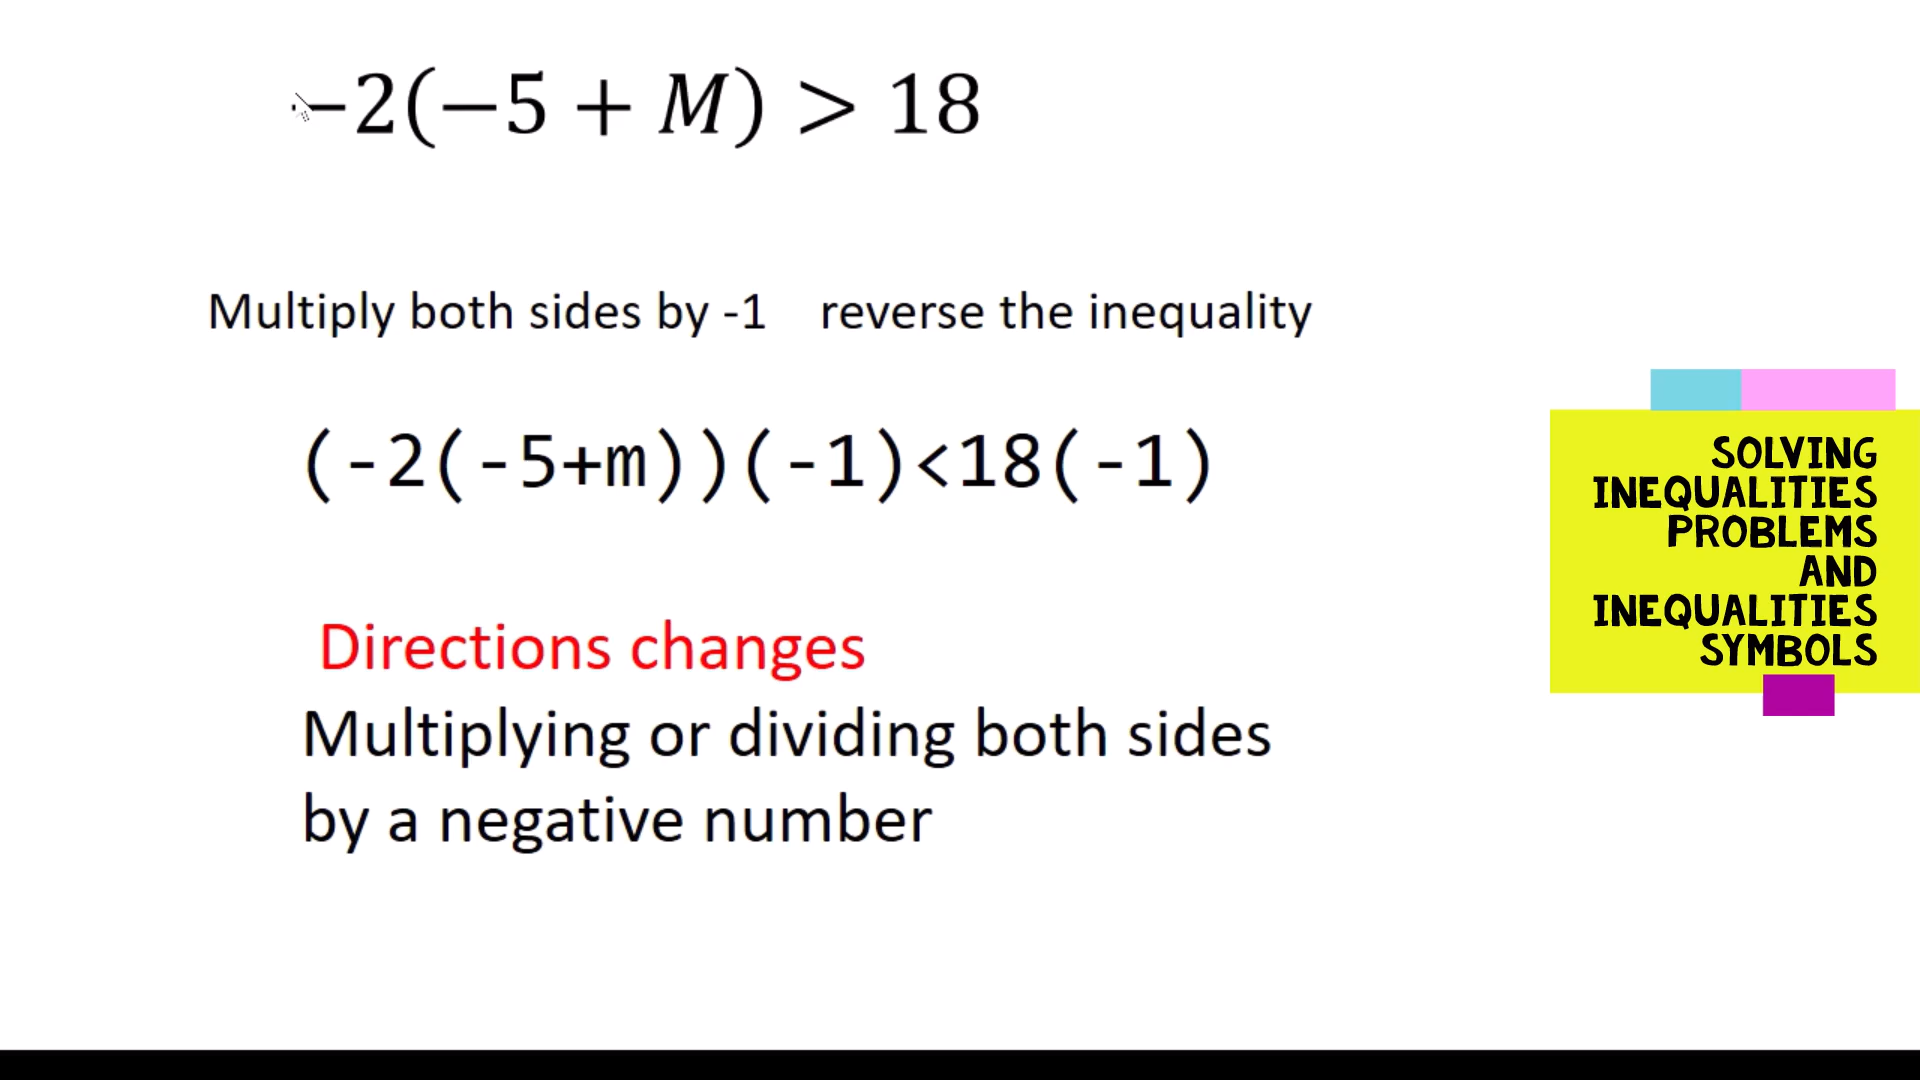 −2(−5 + M) > 18
Multiply both sides by -1 reverse the inequality
(-2(-5+m))(-1)<18(-1)
Directions changes
Multiplying or dividing both sides
by a negative number
SOLVING
INEQUALITIES
PROBLEMS
AND
INEQUALITIES
SYMBOLS